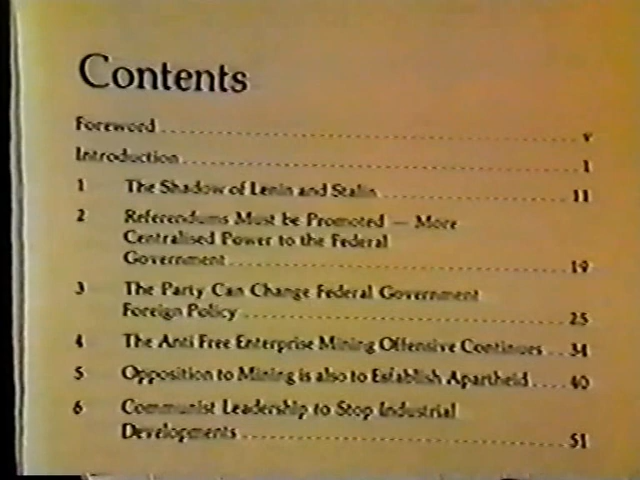 Contents
Foreword ............ v
Introduction ............ 1
1 The Shadow of Lenin and Stalin ............ 11
2 Referendums Must be Promoted — More
Centralised Power to the Federal
Government ............ 19
3 The Party Can Change Federal Government
Foreign Policy ............ 25
4 The Anti Free Enterprise Mining Offensive Continues .. 34
5 Opposition to Mining is also to Establish Apartheid .... 40
6 Communist Leadership to Stop Industrial
Developments ............ 51